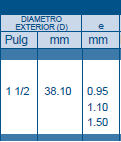 DIAMETRO
EXTERIOR (D)
e
Pulg mm mm
1 1/2 38.10 0.95
1.10
1.50